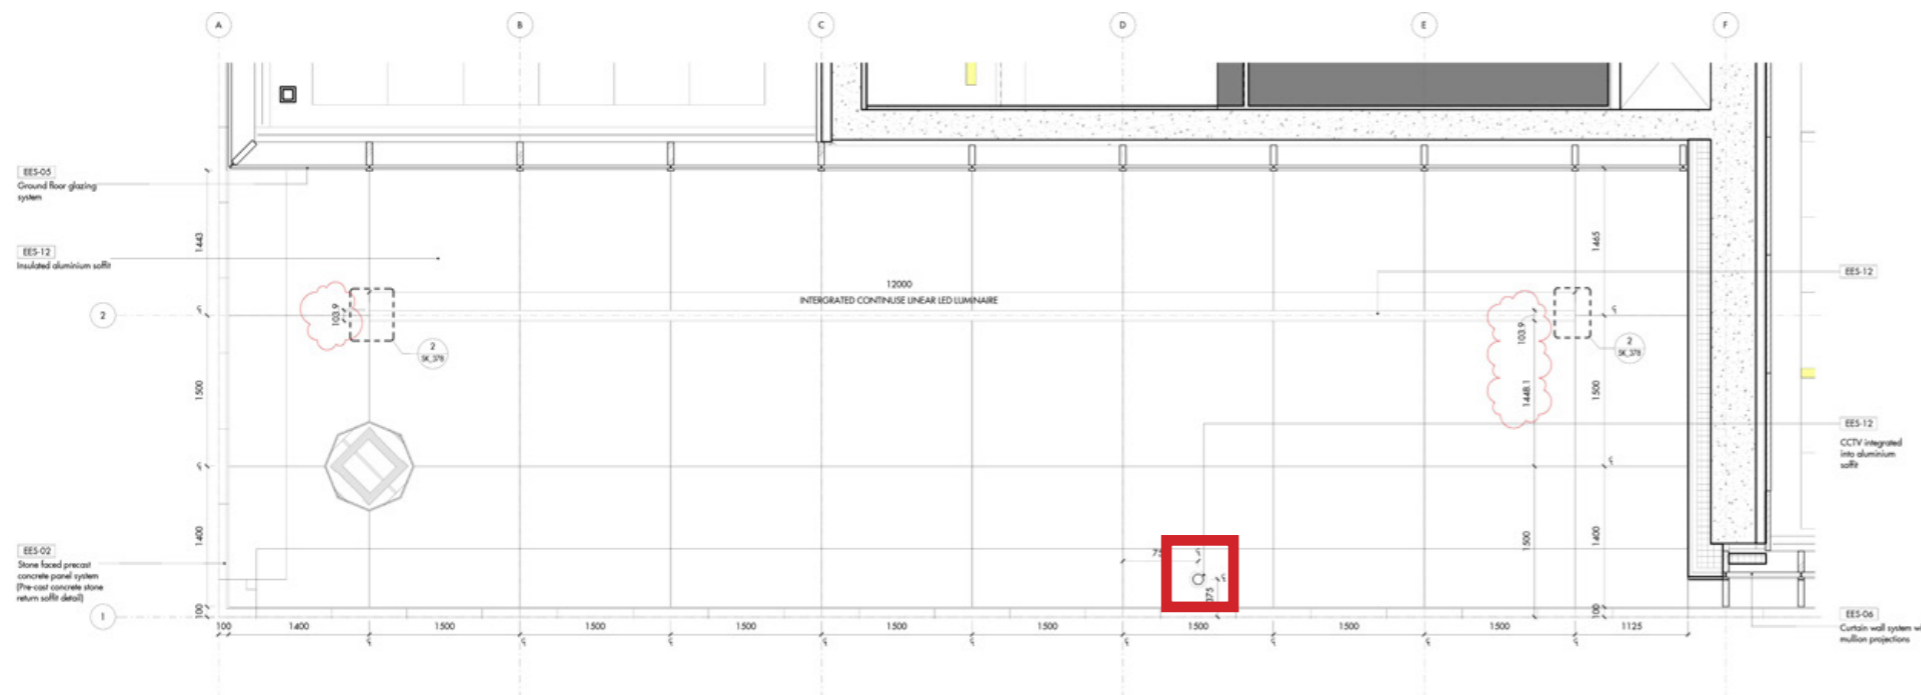 A
B
C
D
E
F
EES-05
Ground floor glazing
system
EES-12
Insulated aluminium soffit
1443
1465
12000
INTERGRATED CONTINUSE LINEAR LED LUMINAIRE
EES-12
2
103.9
2
SK_378
103.9
2
SK_378
1500
1448.1
1500
EES-12
CCTV integrated
into aluminium
soffit
EES-02
Stone faced precast
concrete panel system
(Pre-cast concrete stone
return soffit detail)
1400
75
375
1500
1400
1
100
100
EES-06
Curtain wall system wi
mullion projections
100
1400
1500
1500
1500
1500
1500
1500
1500
1500
1125